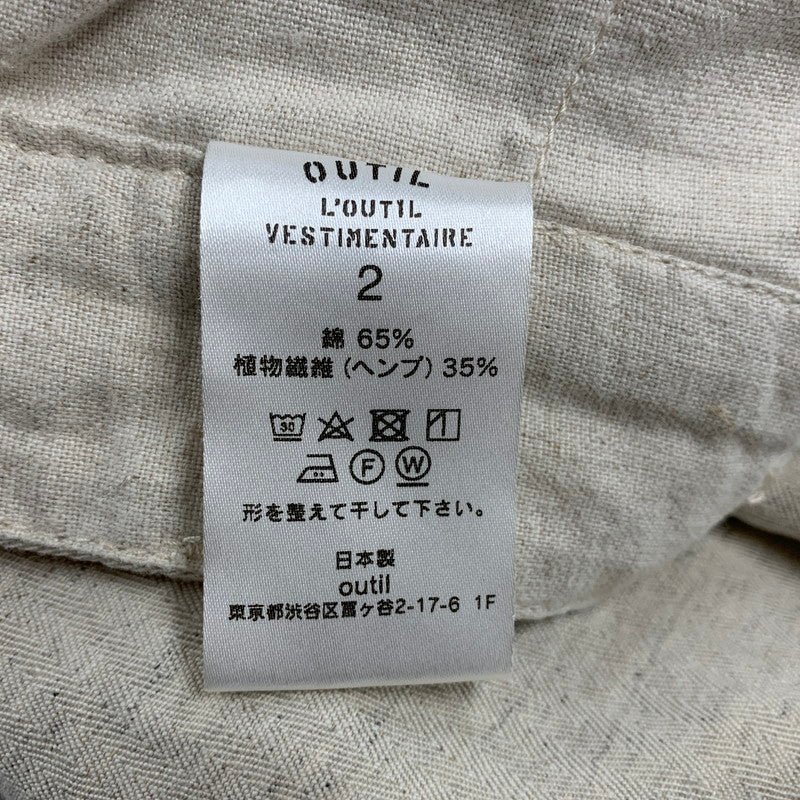 OUTIL
L'OUTIL
VESTIMENTAIRE
2
綿 65%
植物繊維(ヘンプ) 35%
30
F W
形を整えて干して下さい。
日本製
outil
東京都渋谷区富ヶ谷2-17-6 1F